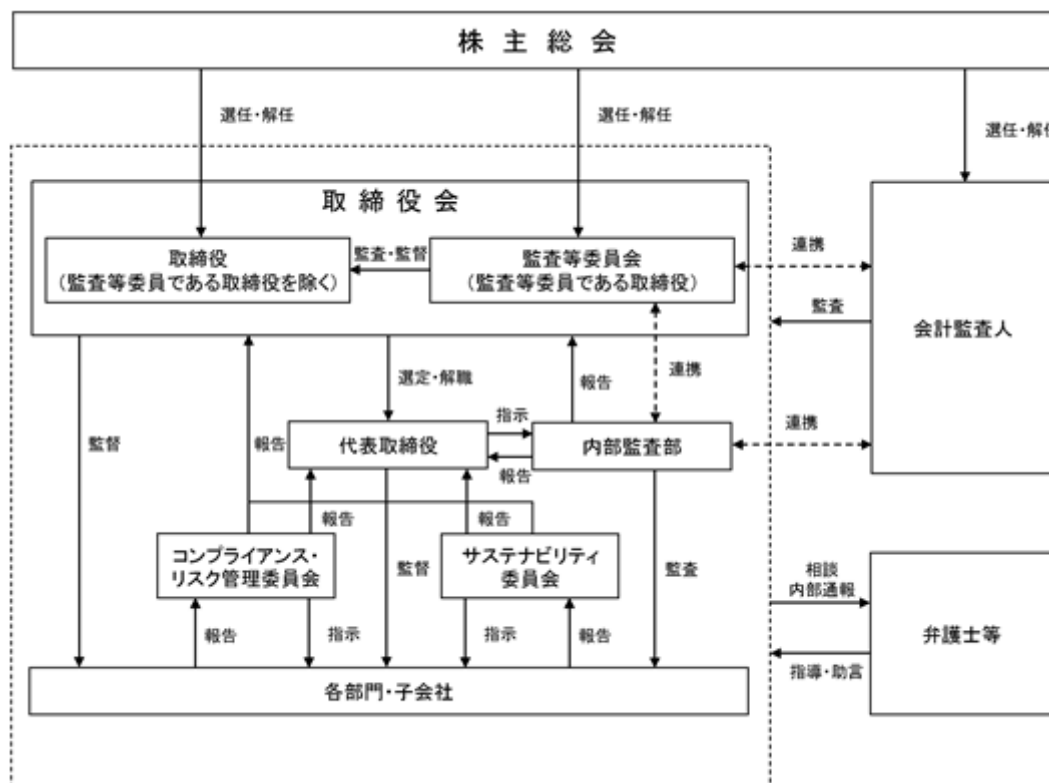 株主総会
選任・解任
選任・解任
選任・解任
取締役会
取締役
(監査等委員である取締役を除く)
監査・監督
監査等委員会
(監査等委員である取締役)
連携
監査
会計監査人
選定・解職
報告
連携
監督
報告
代表取締役
指示
報告
内部監査部
連携
報告
報告
コンプライアンス・
リスク管理委員会
監督
サステナビリティ
委員会
監査
相談
内部通報
弁護士等
指導・助言
報告
指示
指示
報告
各部門・子会社